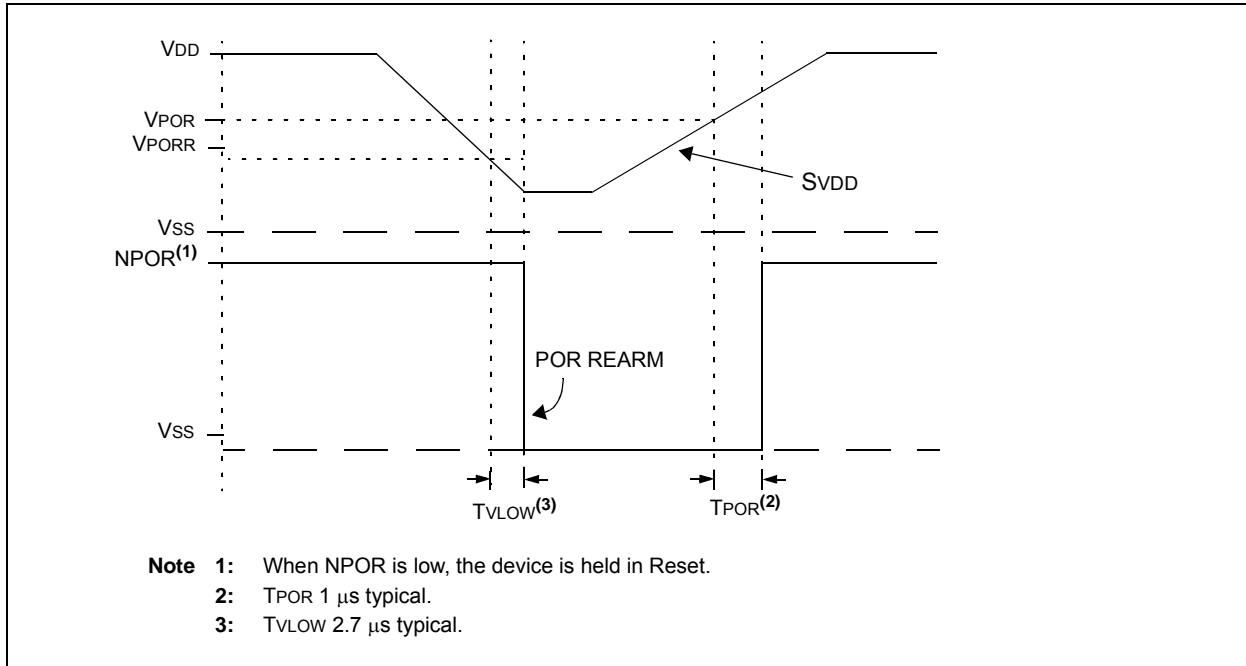 VDD
VPOR
VPORR
SVDD
VSS
NPOR(1)
POR REARM
VSS
TVLOW(3)
TPOR(2)
Note 1: When NPOR is low, the device is held in Reset.
2: TPOR 1 μs typical.
3: TVLOW 2.7 μs typical.